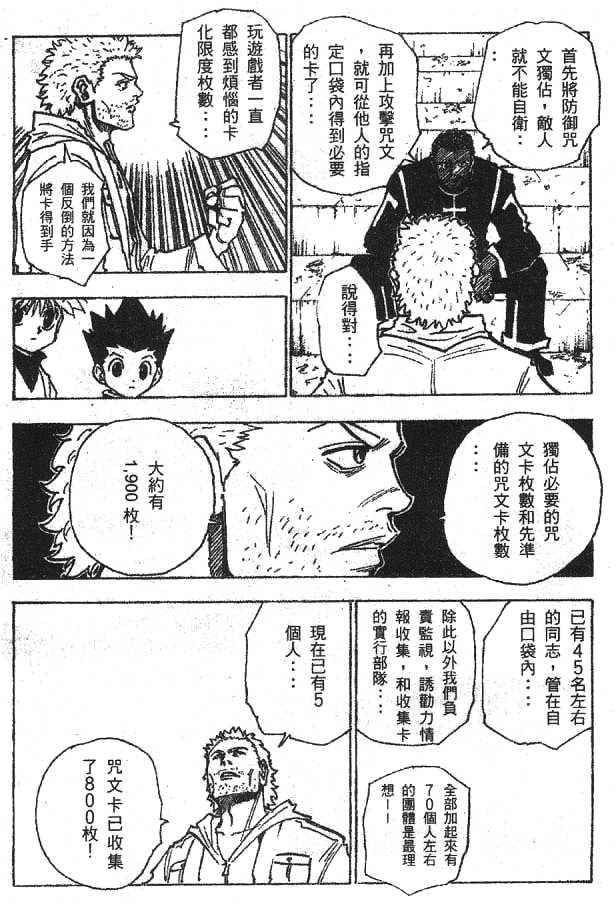 首先將防御咒
文獨佔，敵人
就不能自衛…
再加上攻擊咒文
，就可從他人的指
定口袋內得到必要
的卡了…
說得對…
玩遊戲者一直
都感到煩惱的卡
化限度枚數…
我們就因為一
個反倒的方法
將卡得到手
獨佔必要的咒
文卡枚數和先準
備的咒文卡枚數
…
大約有
1,900枚！
已有45名左右
的同志，管在自
由口袋內…
除此以外我們負
責監視，誘勸力情
報收集，和收集卡
的實行部隊…
全部加起來有
70個人左右
的團體是最理
想——
現在已有5
個人…
咒文卡已收集
了800枚！